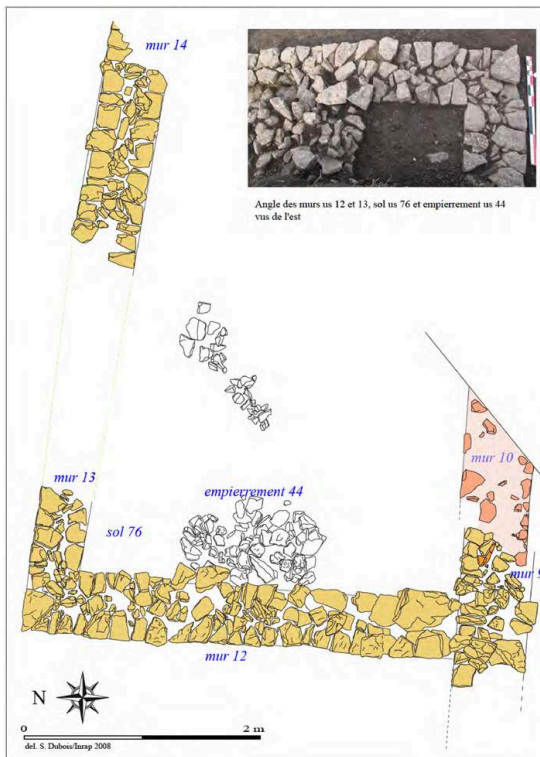 mur 14
Angle des murs us 12 et 13, sol us 76 et empierrement us 44
vus de l'est
mur 10
mur 13
empierrement 44
sol 76
mur 9
mur 12
N
0 2 m
del. S. Dubois/Inrap 2008